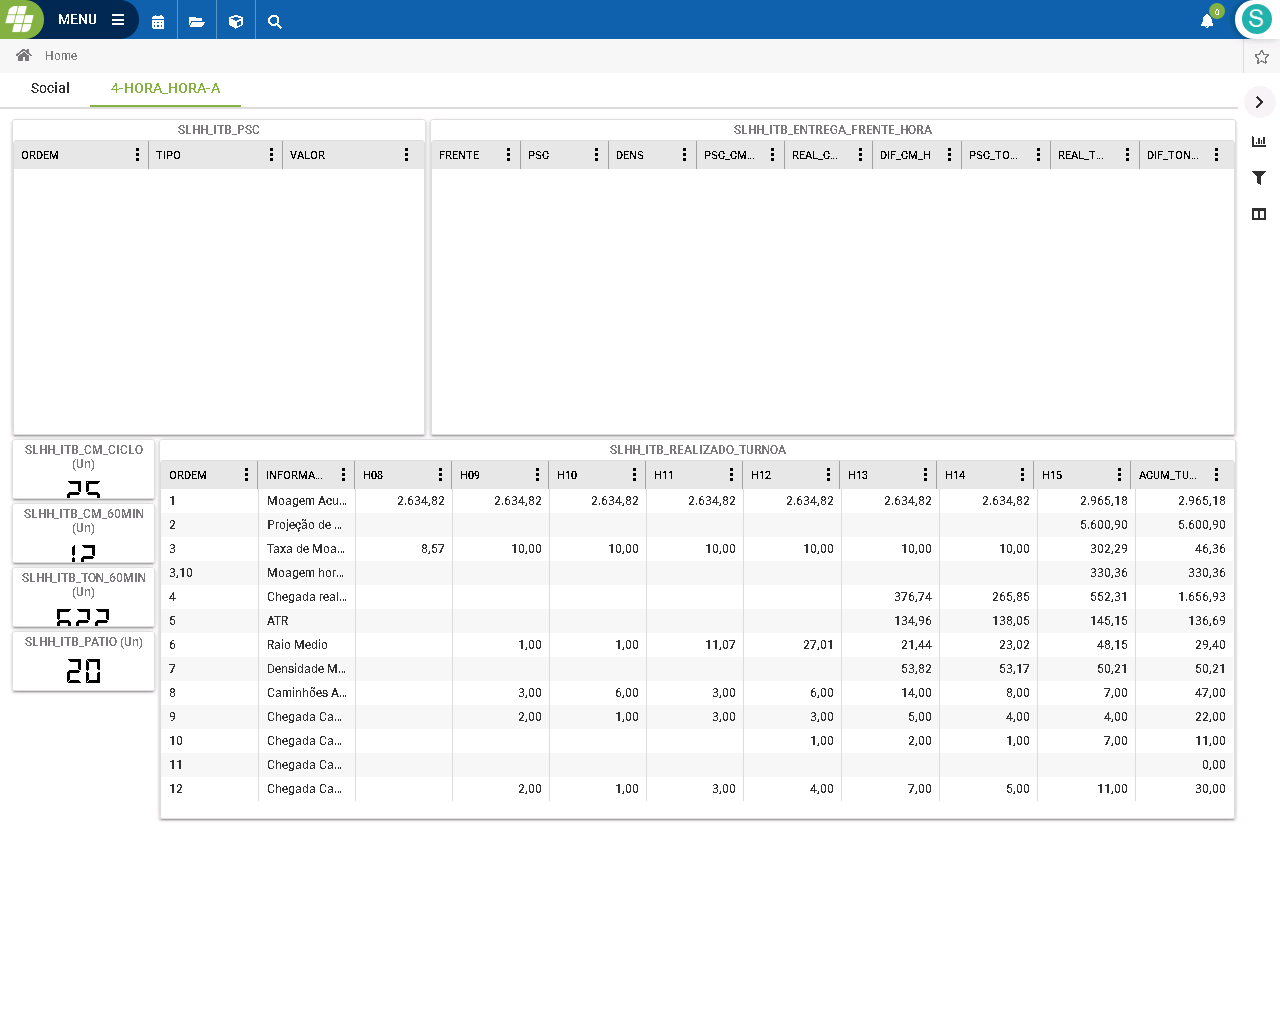 MENU
0
S
Home
Social 4-HORA_HORA-A
SLHH_ITB_PSC
ORDEM TIPO VALOR
SLHH_ITB_ENTREGA_FRENTE_HORA
FRENTE PSC DENS PSC_CM... REAL_C... DIF_CM_H PSC_TO... REAL_T... DIF_TON...
SLHH_ITB_CM_CICLO
(Un)
25
SLHH_ITB_CM_60MIN
(Un)
12
SLHH_ITB_TON_60MIN
(Un)
622
SLHH_ITB_PATIO (Un)
20
SLHH_ITB_REALIZADO_TURNOA
ORDEM INFORMA... H08 H09 H10 H11 H12 H13 H14 H15 ACUM_TU...
1 Moagem Acu... 2.634,82 2.634,82 2.634,82 2.634,82 2.634,82 2.634,82 2.634,82 2.965,18 2.965,18
2 Projeção de ... 5.600,90 5.600,90
3 Taxa de Moa... 8,57 10,00 10,00 10,00 10,00 10,00 10,00 302,29 46,36
3,10 Moagem hor... 330,36 330,36
4 Chegada real... 376,74 265,85 552,31 1.656,93
5 ATR 134,96 138,05 145,15 136,69
6 Raio Medio 1,00 1,00 11,07 27,01 21,44 23,02 48,15 29,40
7 Densidade M... 53,82 53,17 50,21 50,21
8 Caminhões A... 3,00 6,00 3,00 6,00 14,00 8,00 7,00 47,00
9 Chegada Ca... 2,00 1,00 3,00 3,00 5,00 4,00 4,00 22,00
10 Chegada Ca... 1,00 2,00 1,00 7,00 11,00
11 Chegada Ca... 0,00
12 Chegada Ca... 2,00 1,00 3,00 4,00 7,00 5,00 11,00 30,00